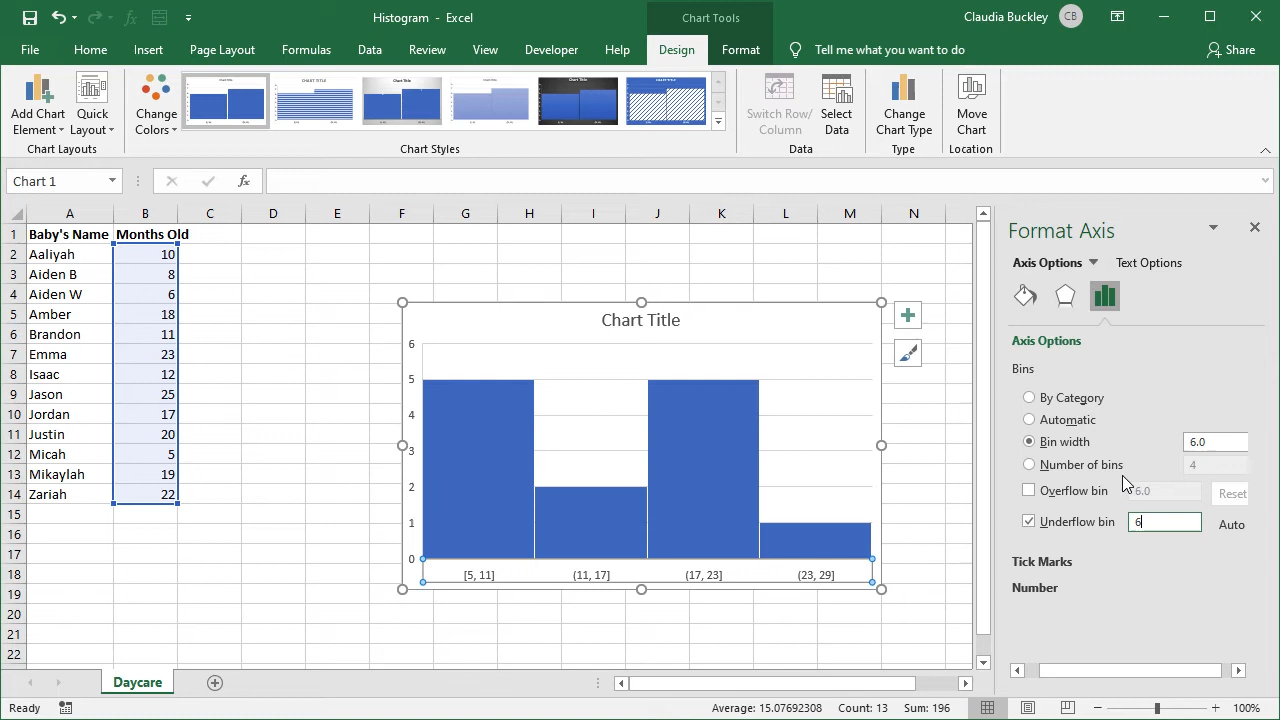 Histogram - Excel
Chart Tools
Claudia Buckley
CB
File Home Insert Page Layout Formulas Data Review View Developer Help Design Format Tell me what you want to do Share
Add Chart Element
Quick Layout
Change Colors
Switch Row/ Column
Select Data
Change Chart Type
Move Chart
Chart Layouts
Chart Styles
Data
Type
Location
Chart 1
fx
A B C D E F G H I J K L M N
1 Baby's Name Months Old
2 Aaliyah 10
3 Aiden B 8
4 Aiden W 6
5 Amber 18
6 Brandon 11
7 Emma 23
8 Isaac 12
9 Jason 25
10 Jordan 17
11 Justin 20
12 Micah 5
13 Mikaylah 19
14 Zariah 22
15
16
17
18
19
20
21
22
Chart Title
6
5
4
3
2
1
0
[5, 11] (11, 17] (17, 23] (23, 29]
Format Axis
Axis Options Text Options
Axis Options
Bins
By Category
Automatic
Bin width 6.0
Number of bins 4
Overflow bin 6.0 Reset
Underflow bin 6 Auto
Tick Marks
Number
Daycare
Ready
Average: 15.07692308 Count: 13 Sum: 196
100%